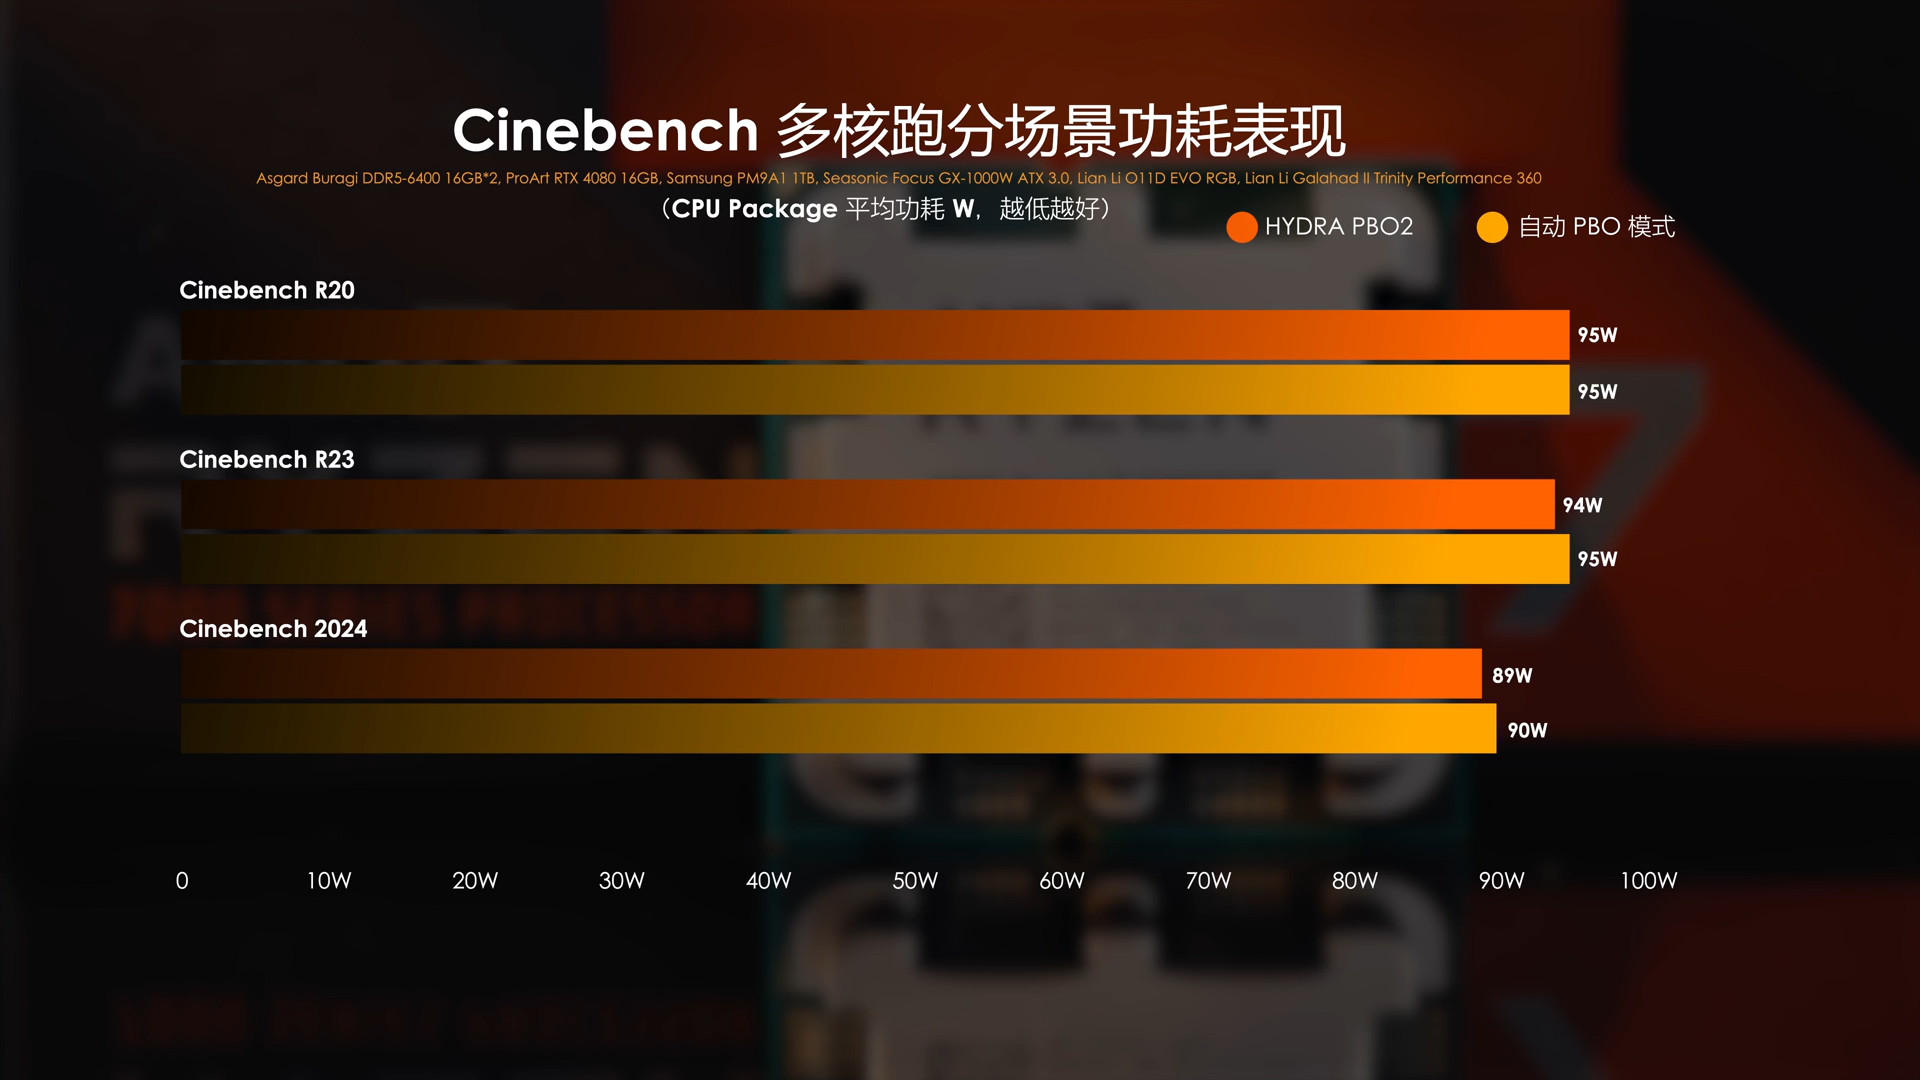 Cinebench 多核跑分场景功耗表现
Asgard Buragi DDR5-6400 16GB*2, ProArt RTX 4080 16GB, Samsung PM9A1 1TB, Seasonic Focus GX-1000W ATX 3.0, Lian Li O11D EVO RGB, Lian Li Galahad II Trinity Performance 360
（CPU Package 平均功耗 W，越低越好）
HYDRA PBO2
自动 PBO 模式
Cinebench R20
95W
95W
Cinebench R23
94W
95W
Cinebench 2024
89W
90W
0 10W 20W 30W 40W 50W 60W 70W 80W 90W 100W
7
7000 SERIES PROCESSOR